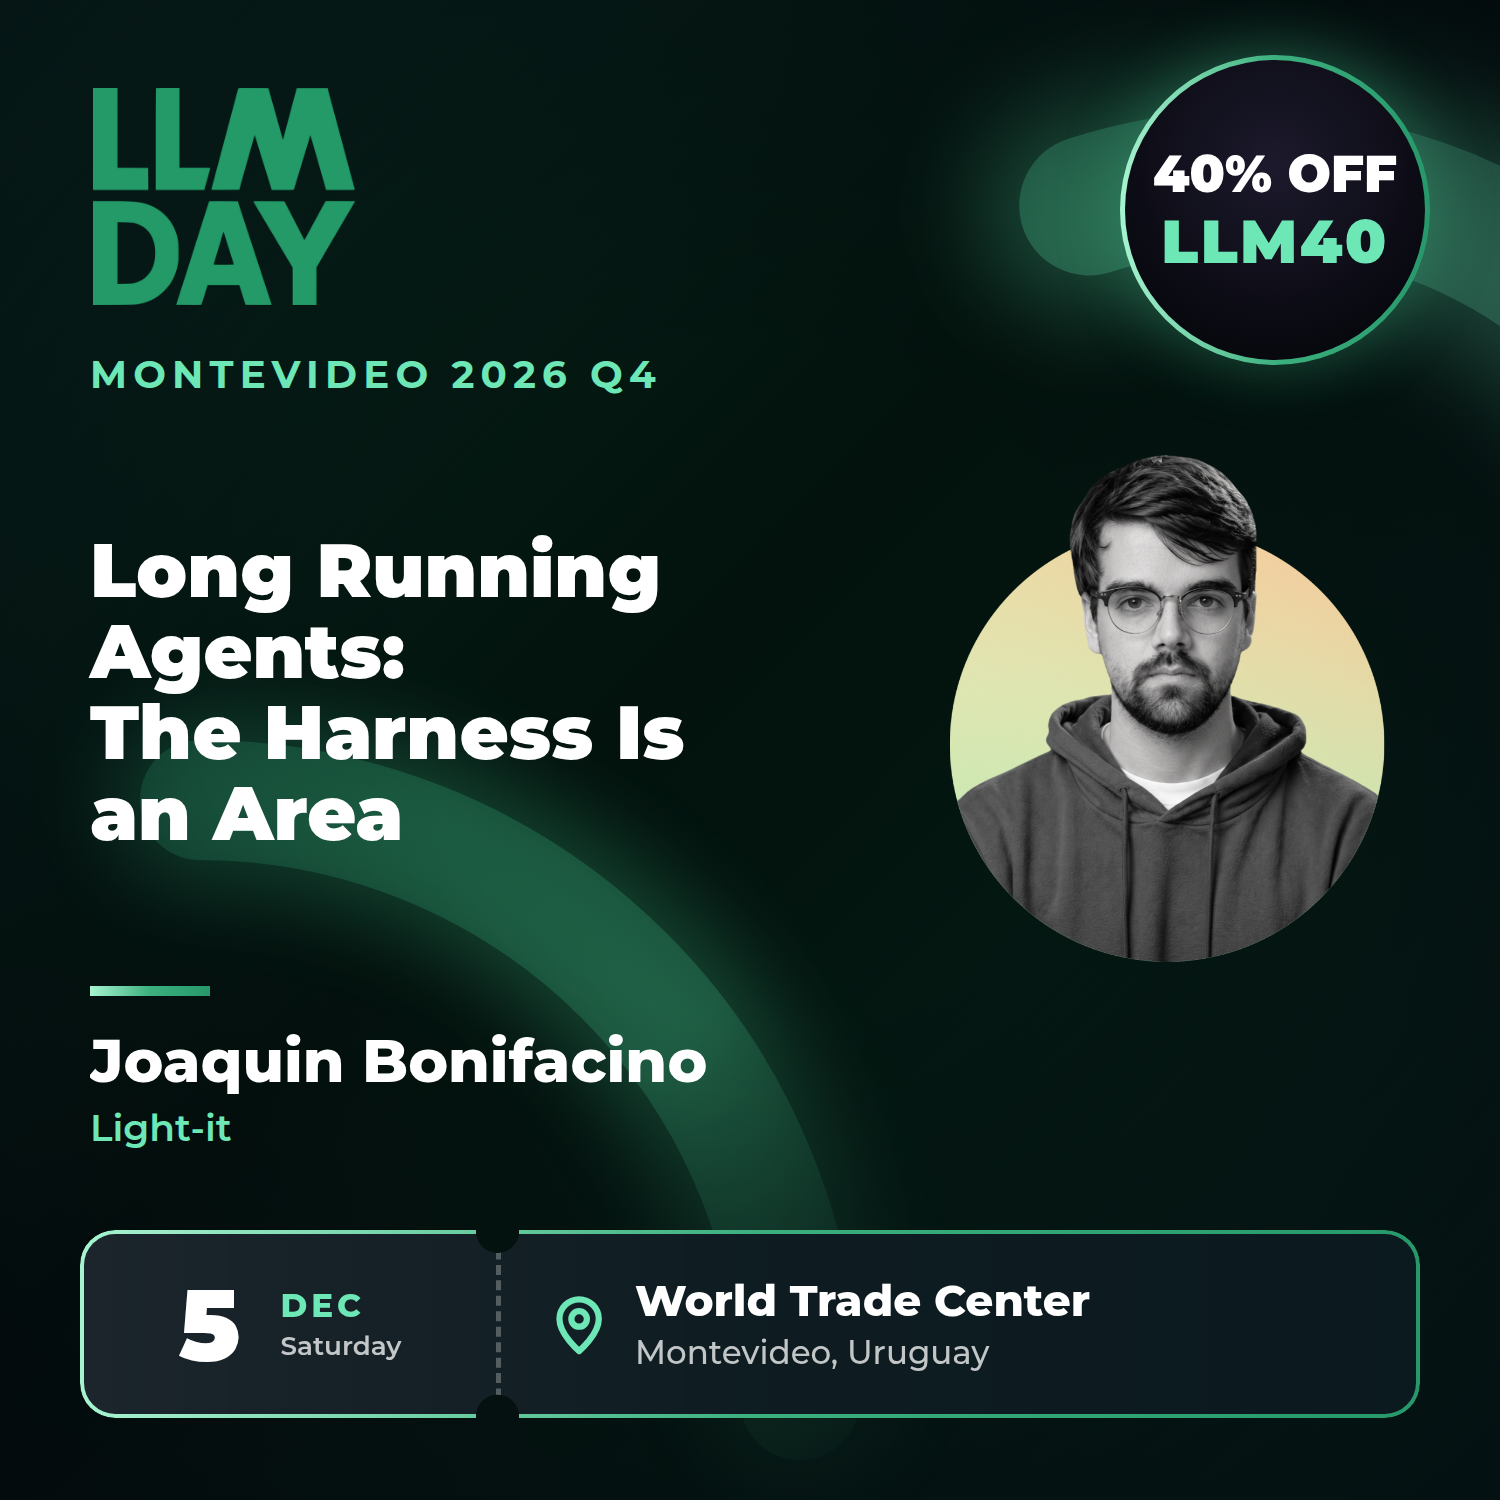 LLM
DAY
MONTEVIDEO 2026 Q4
40% OFF
LLM40
Long Running
Agents:
The Harness Is
an Area
Joaquin Bonifacino
Light-it
5
DEC
Saturday
World Trade Center
Montevideo, Uruguay